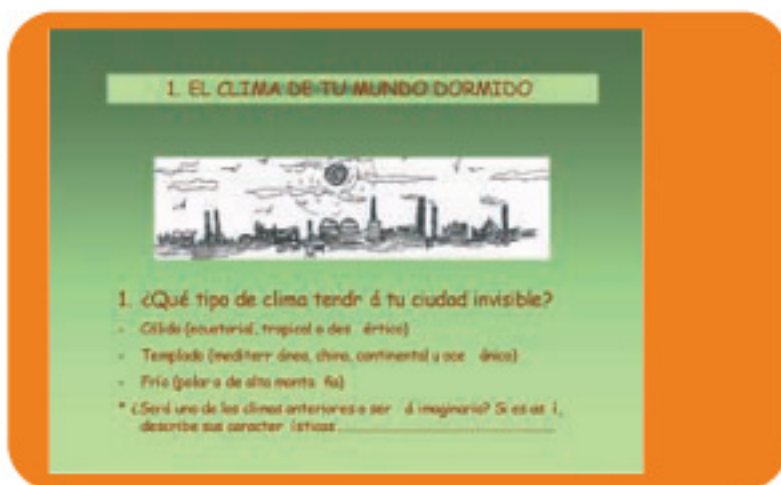 1. EL CLIMA DE TU MUNDO DORMIDO
1. ¿Qué tipo de clima tendr á tu ciudad invisible?
- Cálido (ecuatorial, tropical o des értico)
- Templado (mediterr áneo, chino, continental u oce ánico)
- Frío (polar o de alta monta ña)
* ¿Será uno de los climas anteriores o ser á imaginario? Si es as í,
describe sus caracter ísticas